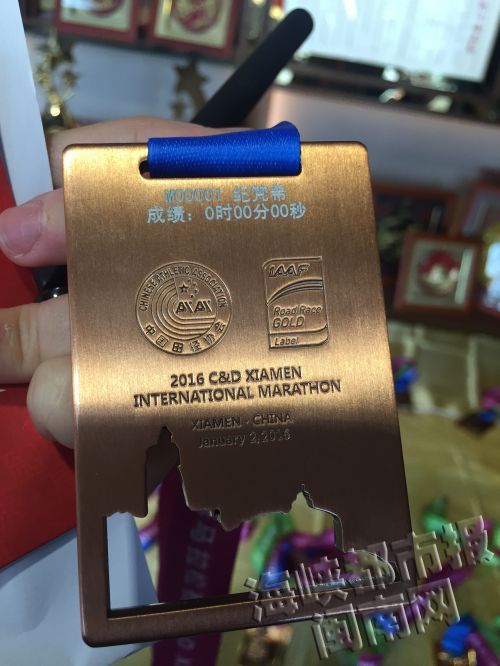 M00001 纪梵希
成绩: 0时00分00秒
CHINESE ATHLETIC ASSOCIATION
中国田径协会
IAAF
Road Race
GOLD
Label
2016 C&D XIAMEN
INTERNATIONAL MARATHON
XIAMEN · CHINA
January 2,2016
海峡都市报
闽南网